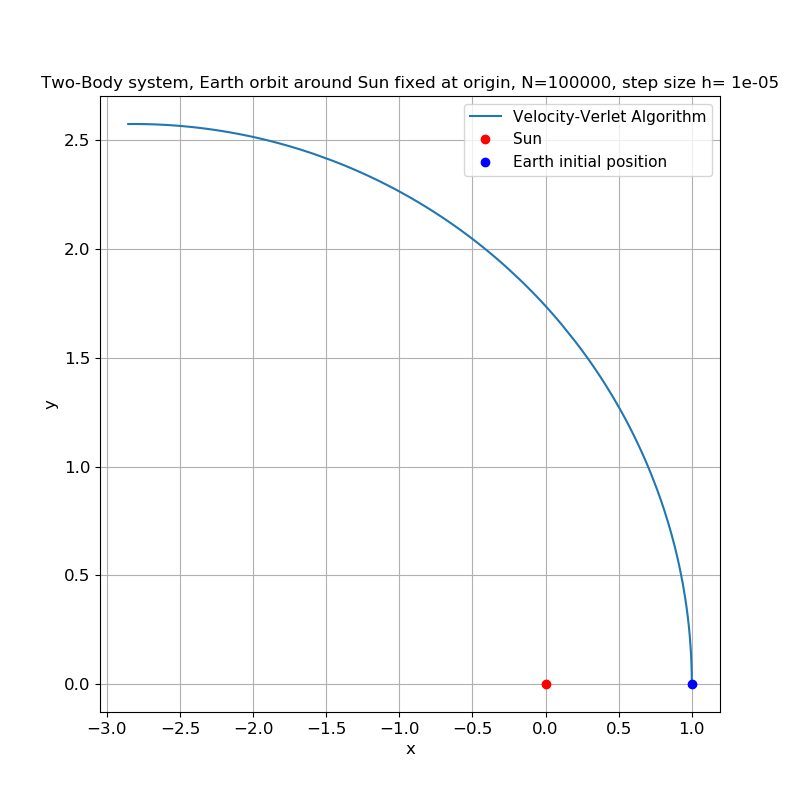 Two-Body system, Earth orbit around Sun fixed at origin, N=100000, step size h= 1e-05
Velocity-Verlet Algorithm
Sun
Earth initial position
2.5
2.0
1.5
1.0
0.5
0.0
y
−3.0 −2.5 −2.0 −1.5 −1.0 −0.5 0.0 0.5 1.0
x